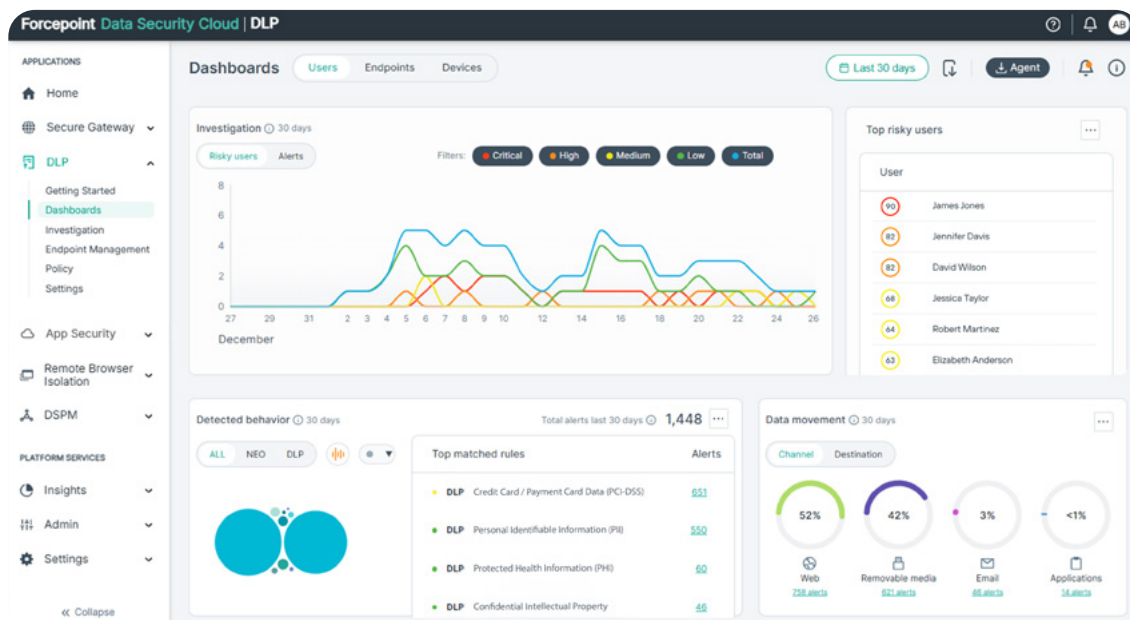 Forcepoint Data Security Cloud | DLP
AB
APPLICATIONS
Home
Secure Gateway
DLP
Getting Started
Dashboards
Investigation
Endpoint Management
Policy
Settings
App Security
Remote Browser
Isolation
DSPM
PLATFORM SERVICES
Insights
Admin
Settings
Collapse
Dashboards
Users Endpoints Devices
Last 30 days
Agent
Investigation 30 days
Risky users Alerts
Filters: Critical High Medium Low Total
8
6
4
2
0
27 29 31 2 3 4 5 6 7 8 9 10 12 14 16 18 20 22 24 26
December
Top risky users
User
90 James Jones
82 Jennifer Davis
82 David Wilson
68 Jessica Taylor
64 Robert Martinez
63 Elizabeth Anderson
Detected behavior 30 days
Total alerts last 30 days 1,448
ALL NEO DLP
Top matched rules Alerts
DLP Credit Card / Payment Card Data (PCI-DSS) 651
DLP Personal Identifiable Information (PII) 550
DLP Protected Health Information (PHI) 60
DLP Confidential Intellectual Property 46
Data movement 30 days
Channel Destination
52% 42% 3% <1%
Web Removable media Email Applications
758 alerts 621 alerts 46 alerts 14 alerts